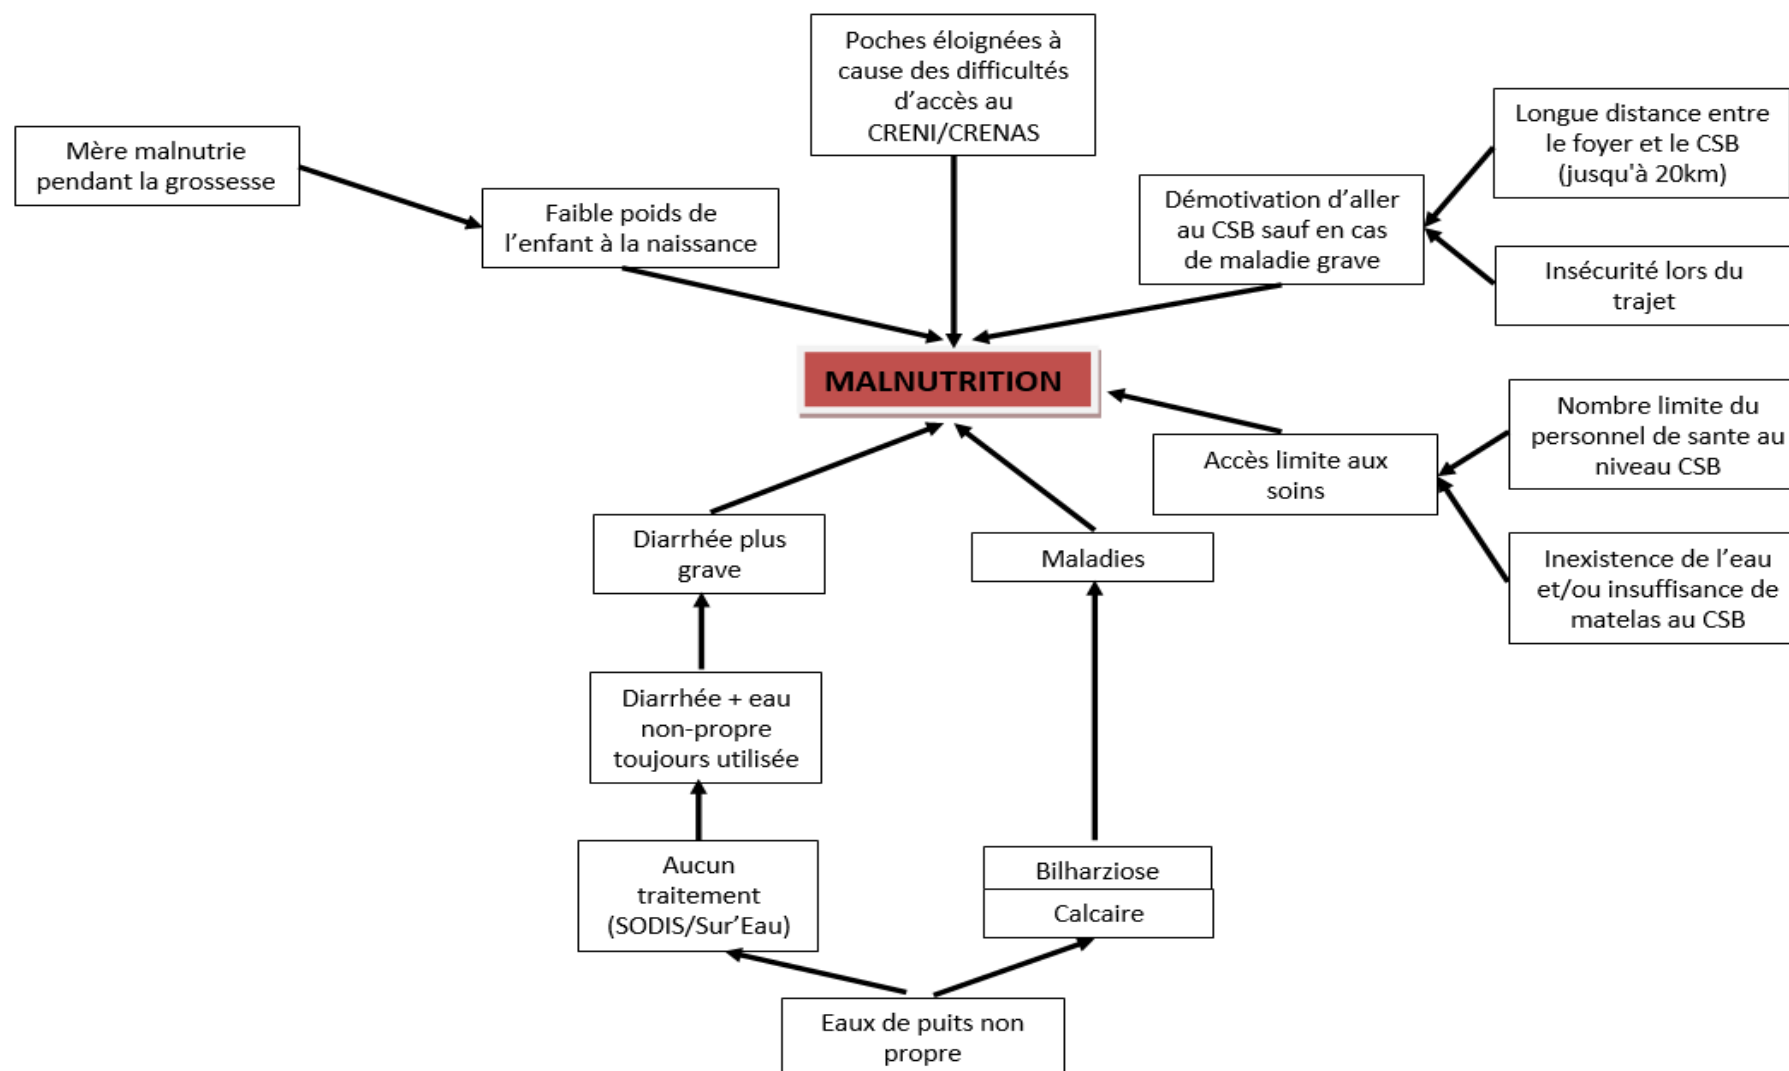 Poches éloignées à
cause des difficultés
d'accès au
CRENI/CRENAS
Mère malnutrie
pendant la grossesse
Faible poids de
l'enfant à la naissance
Démotivation d'aller
au CSB sauf en cas
de maladie grave
Longue distance entre
le foyer et le CSB
(jusqu'à 20km)
Insécurité lors du
trajet
MALNUTRITION
Accès limite aux
soins
Nombre limite du
personnel de sante au
niveau CSB
Inexistence de l'eau
et/ou insuffisance de
matelas au CSB
Diarrhée plus
grave
Maladies
Diarrhée + eau
non-propre
toujours utilisée
Aucun
traitement
(SODIS/Sur'Eau)
Bilharziose
Calcaire
Eaux de puits non
propre